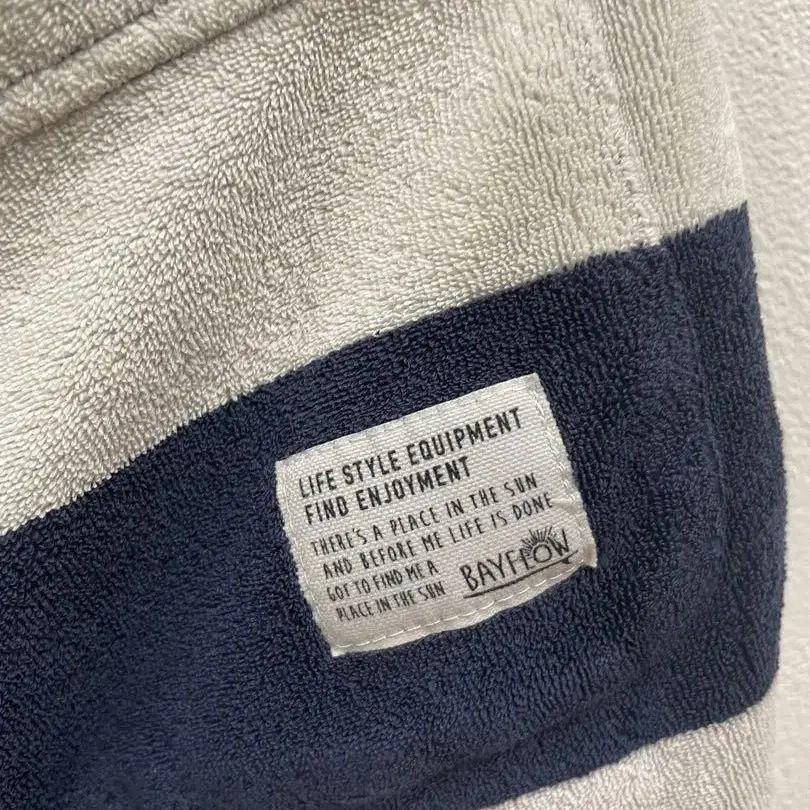 LIFE STYLE EQUIPMENT
FIND ENJOYMENT
THERE'S A PLACE IN THE SUN
AND BEFORE ME LIFE IS DONE
GOT TO FIND ME A
PLACE IN THE SUN
BAYFLOW